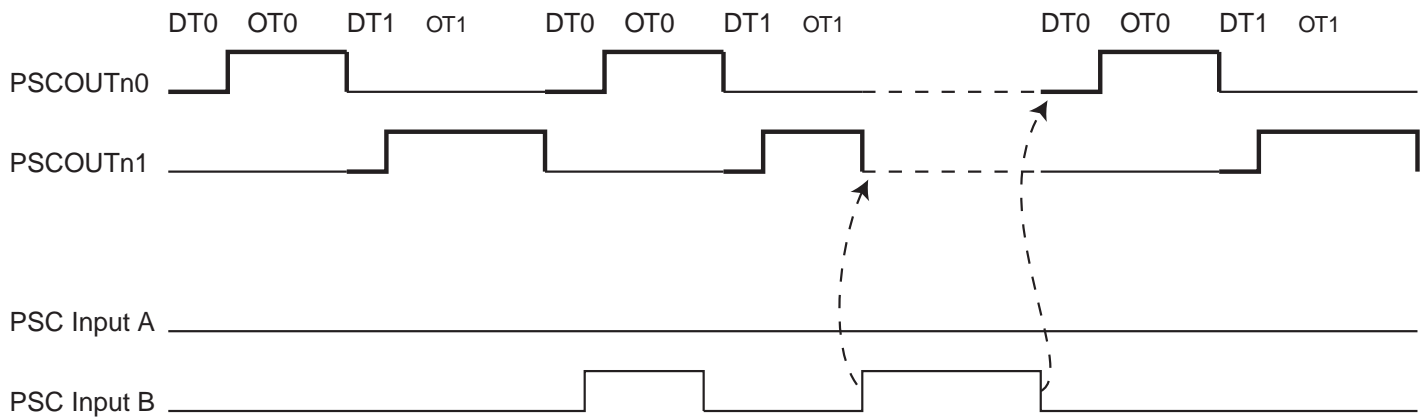 DT0 OT0 DT1 OT1 DT0 OT0 DT1 OT1 DT0 OT0 DT1 OT1
PSCOUTn0
PSCOUTn1
PSC Input A
PSC Input B